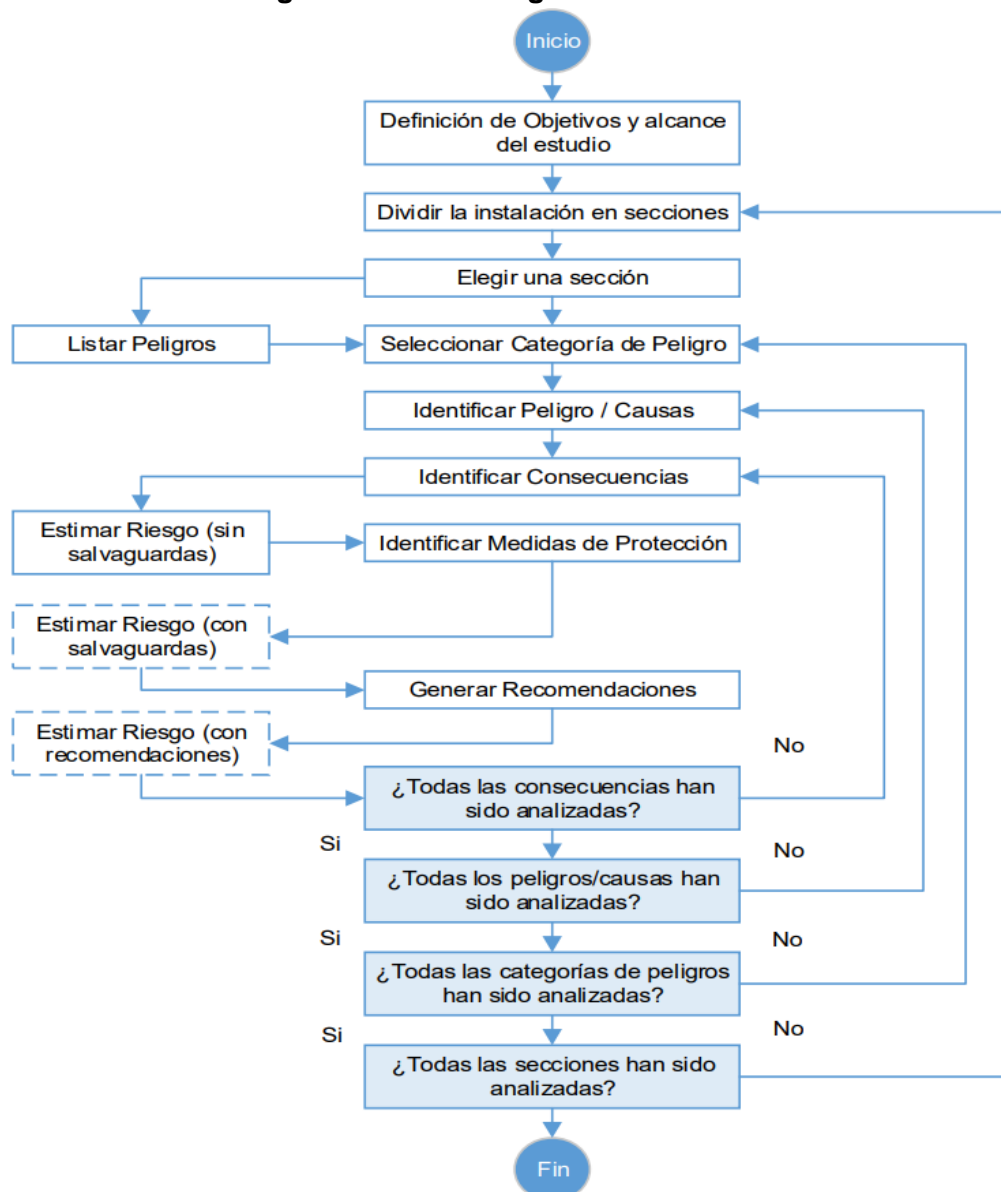 Inicio
Definición de Objetivos y alcance
del estudio
Dividir la instalación en secciones
Elegir una sección
Listar Peligros
Seleccionar Categoría de Peligro
Identificar Peligro / Causas
Identificar Consecuencias
Estimar Riesgo (sin
salvaguardas)
Identificar Medidas de Protección
Estimar Riesgo (con
salvaguardas)
Generar Recomendaciones
Estimar Riesgo (con
recomendaciones)
No
¿Todas las consecuencias han
sido analizadas?
Si
No
¿Todas los peligros/causas han
sido analizadas?
Si
No
¿Todas las categorías de peligros
han sido analizadas?
Si
No
¿Todas las secciones han sido
analizadas?
Fin